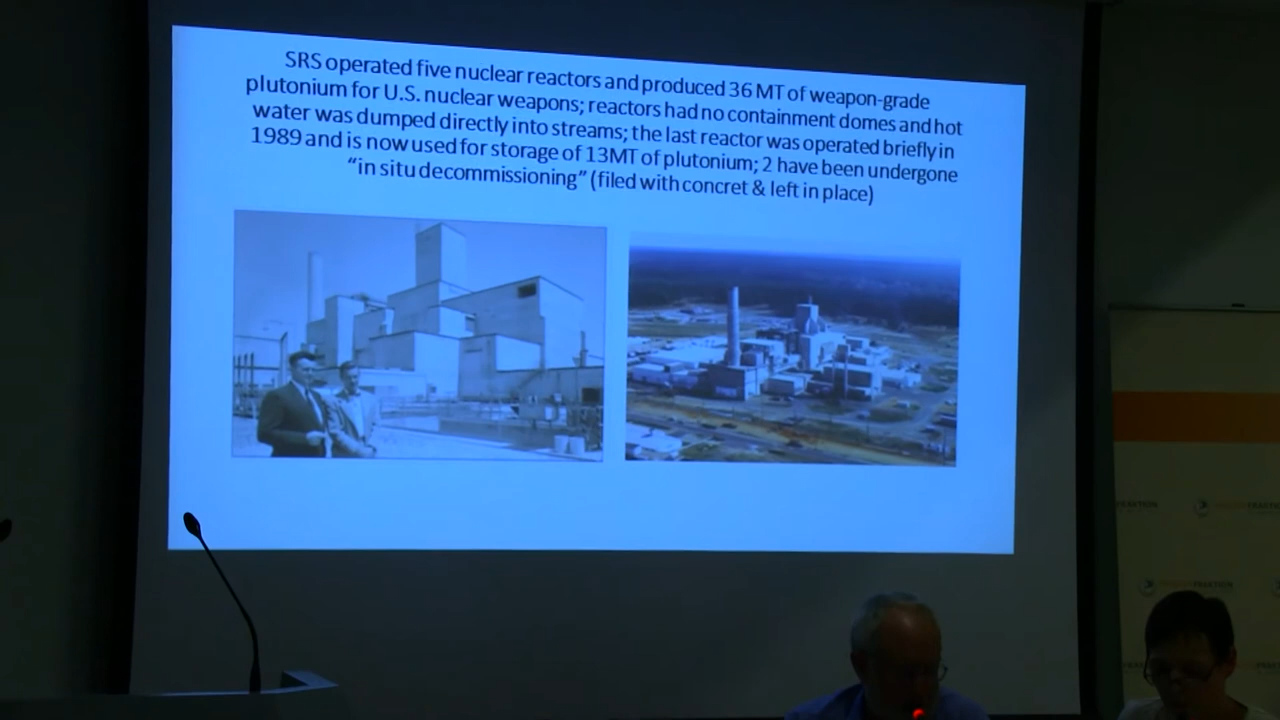 SRS operated five nuclear reactors and produced 36 MT of weapon-grade
plutonium for U.S. nuclear weapons; reactors had no containment domes and hot
water was dumped directly into streams; the last reactor was operated briefly in
1989 and is now used for storage of 13MT of plutonium; 2 have been undergone
“in situ decommissioning” (filed with concret & left in place)